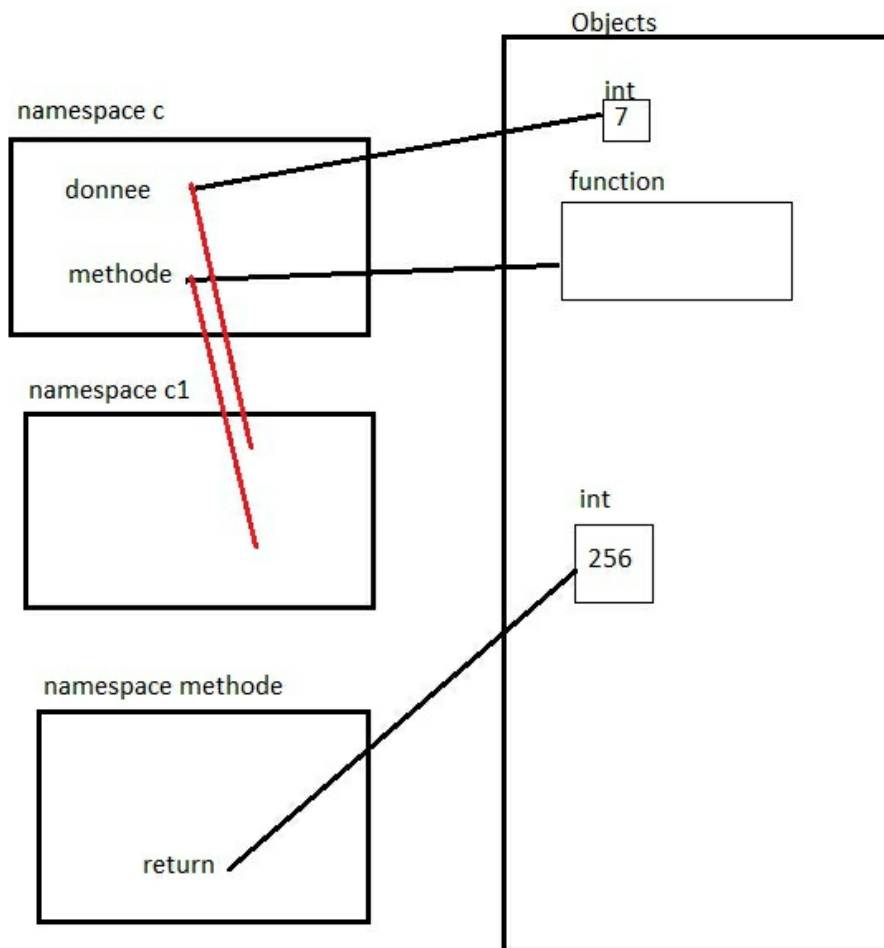 Objects
int
7
namespace c
donnee
methode
function
namespace c1
int
256
namespace methode
return